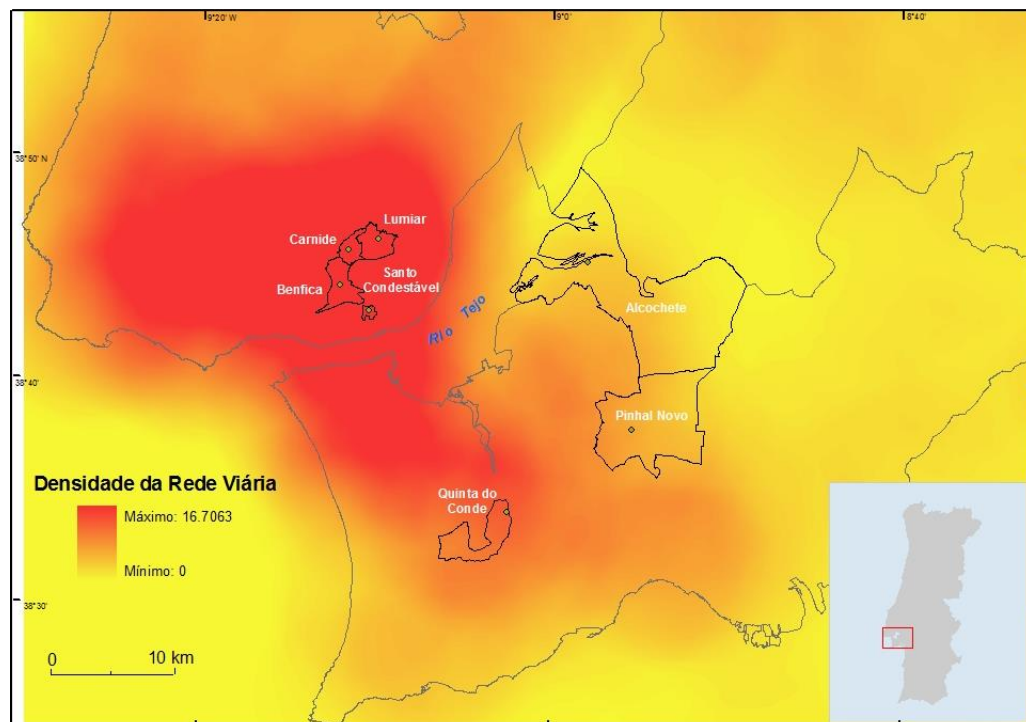 9°20' W
9°0'
8°40'
38°50' N
Lumiar
Carnide
Santo
Condestável
Benfica
Rio Tejo
Alcochete
38°40'
Pinhal Novo
Densidade da Rede Viária
Máximo: 16.7063
Mínimo: 0
Quinta do
Conde
38°30'
0
10 km